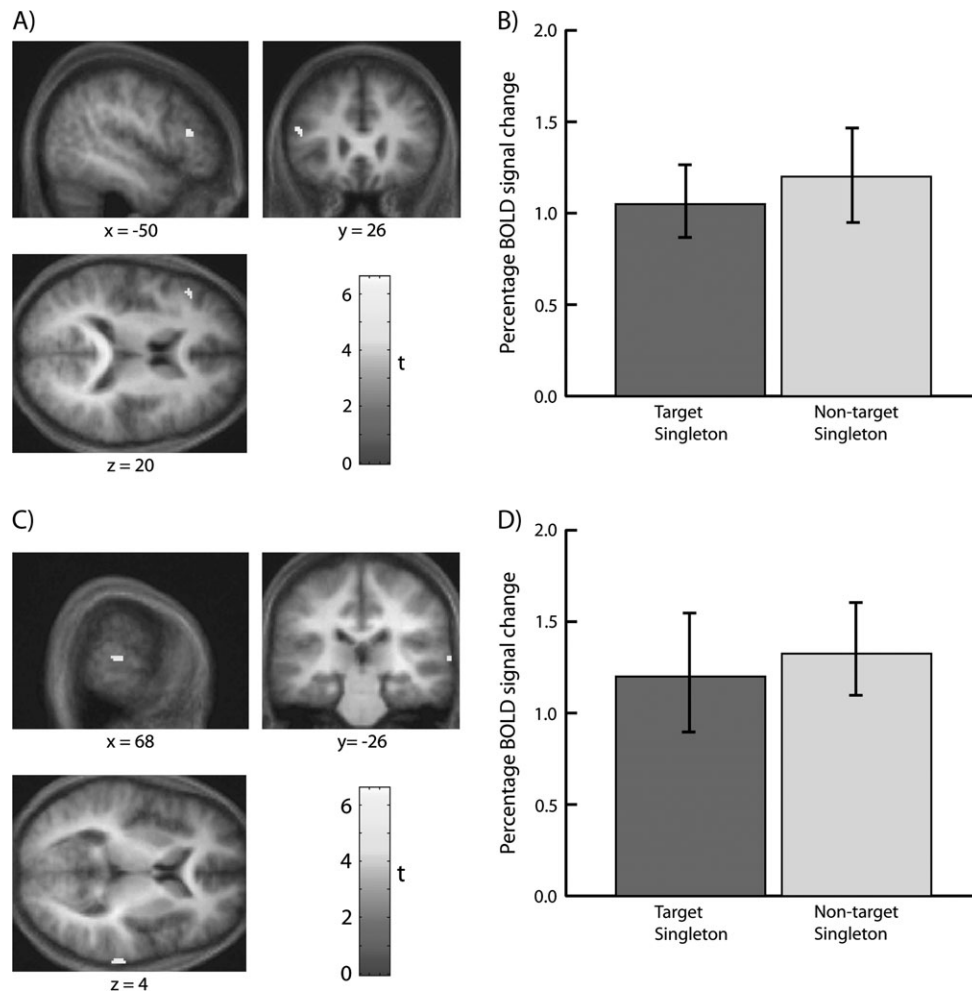 A)
x = -50
y = 26
z = 20
6
4
2
0
t
B)
Percentage BOLD signal change
2.0
1.5
1.0
0.5
0.0
Target
Singleton
Non-target
Singleton
C)
x = 68
y= -26
z = 4
6
4
2
0
t
D)
Percentage BOLD signal change
2.0
1.5
1.0
0.5
0.0
Target
Singleton
Non-target
Singleton